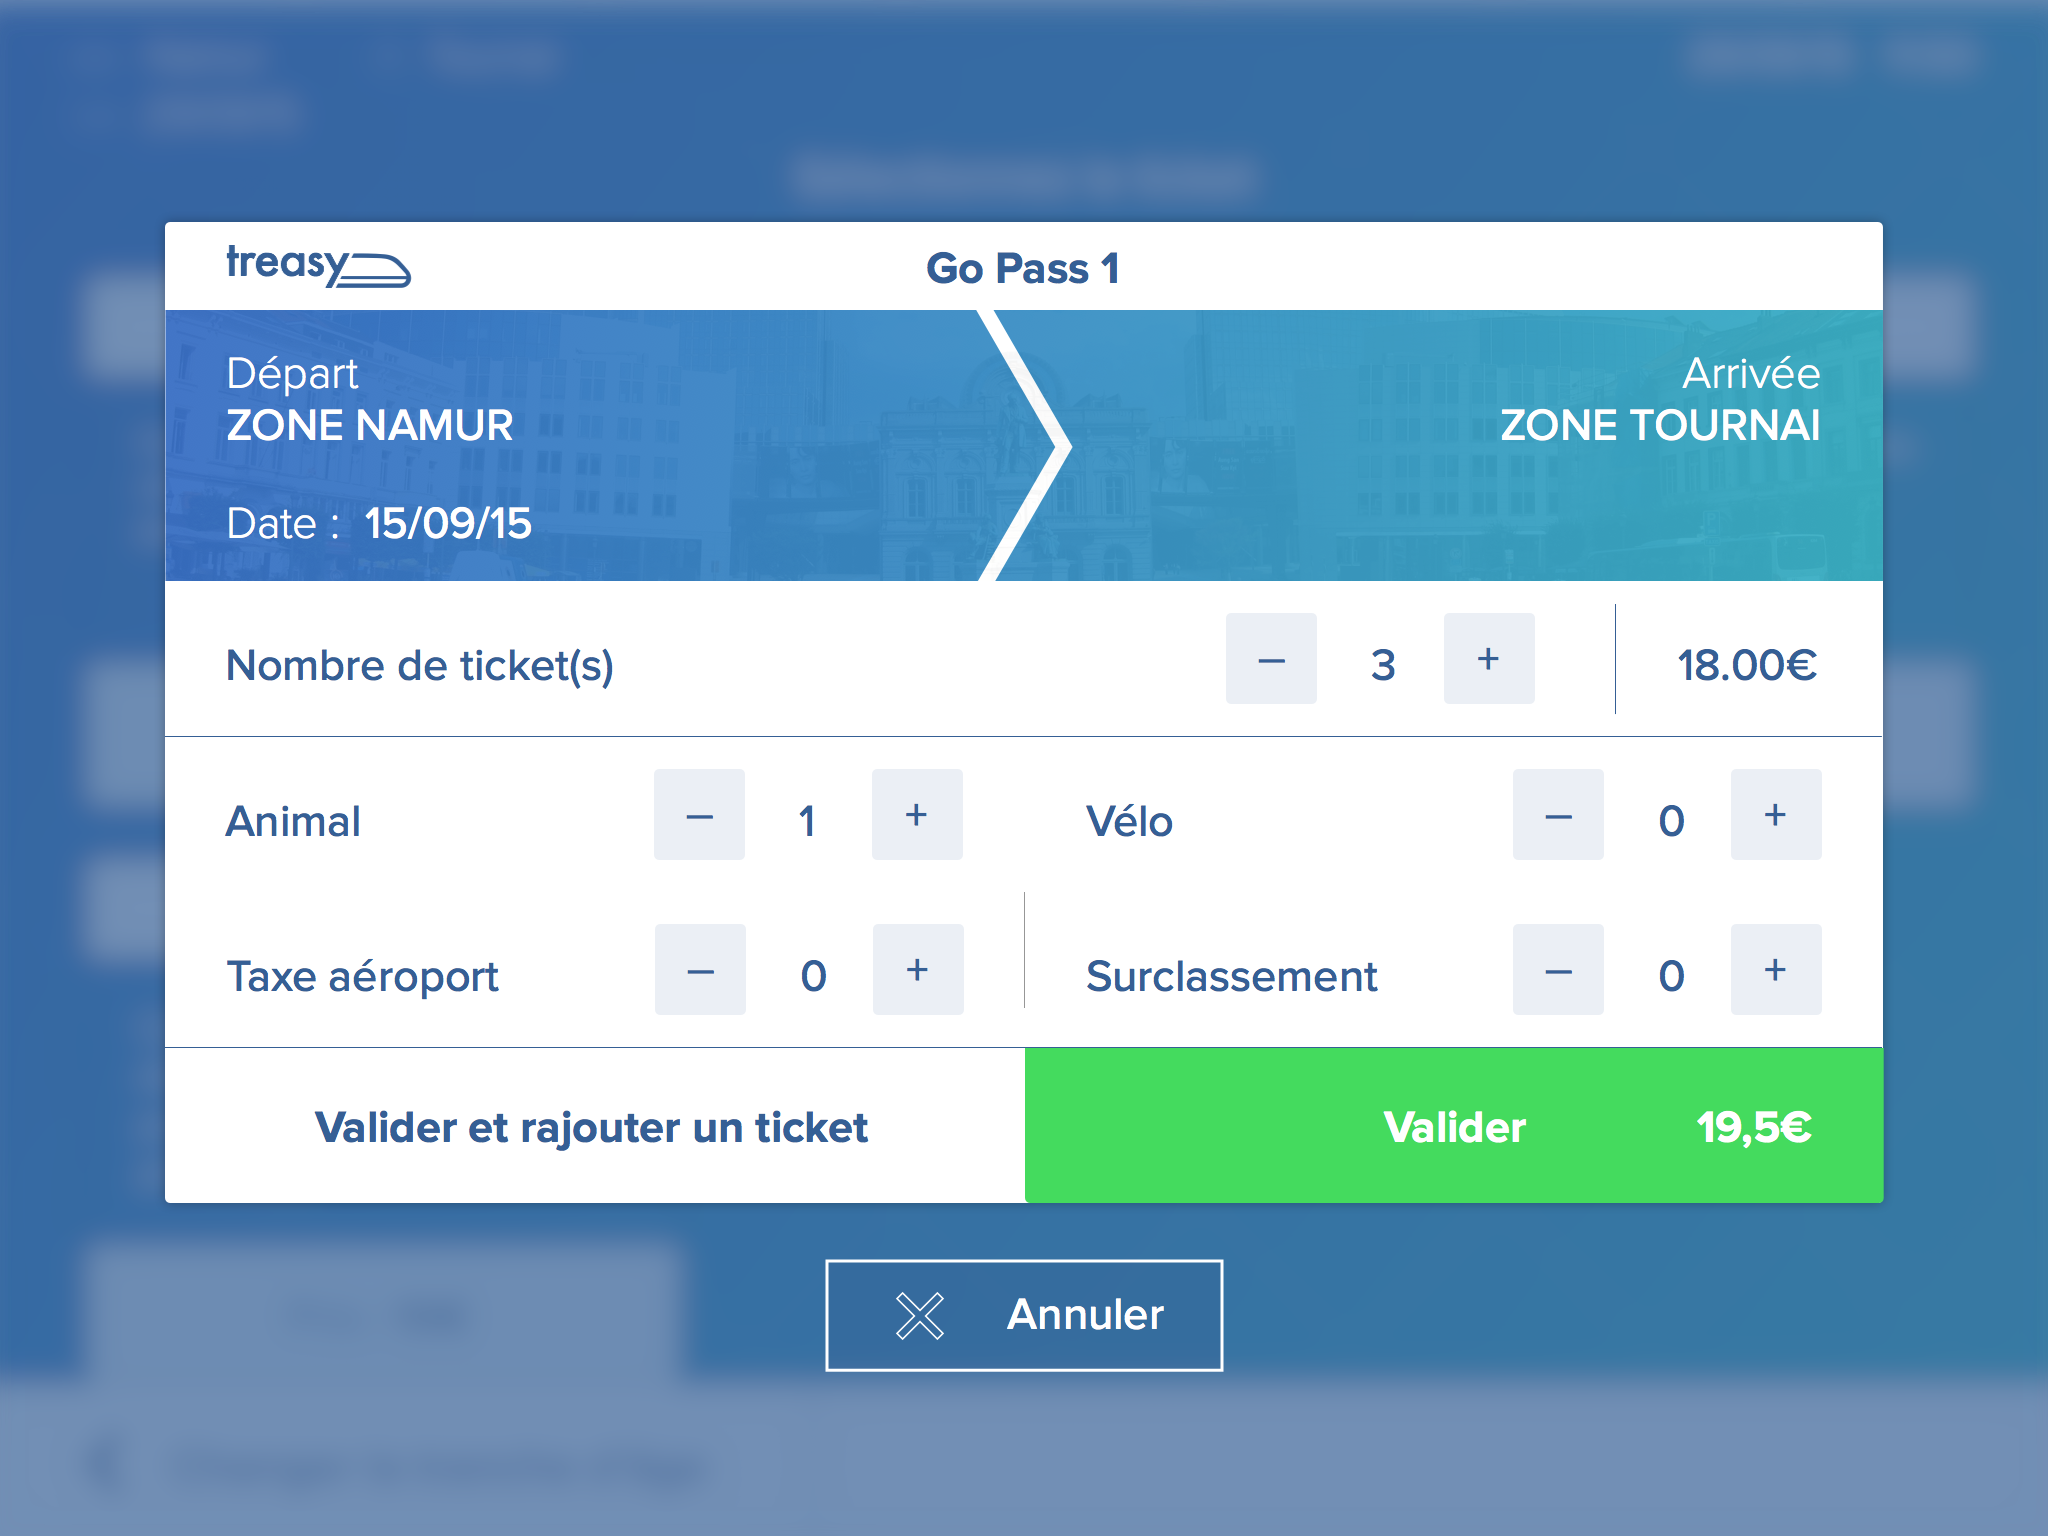 treasy
Go Pass 1
Départ
ZONE NAMUR
Date : 15/09/15
Arrivée
ZONE TOURNAI
Nombre de ticket(s) – 3 + 18.00€
Animal – 1 + Vélo – 0 +
Taxe aéroport – 0 + Surclassement – 0 +
Valider et rajouter un ticket Valider 19,5€
Annuler